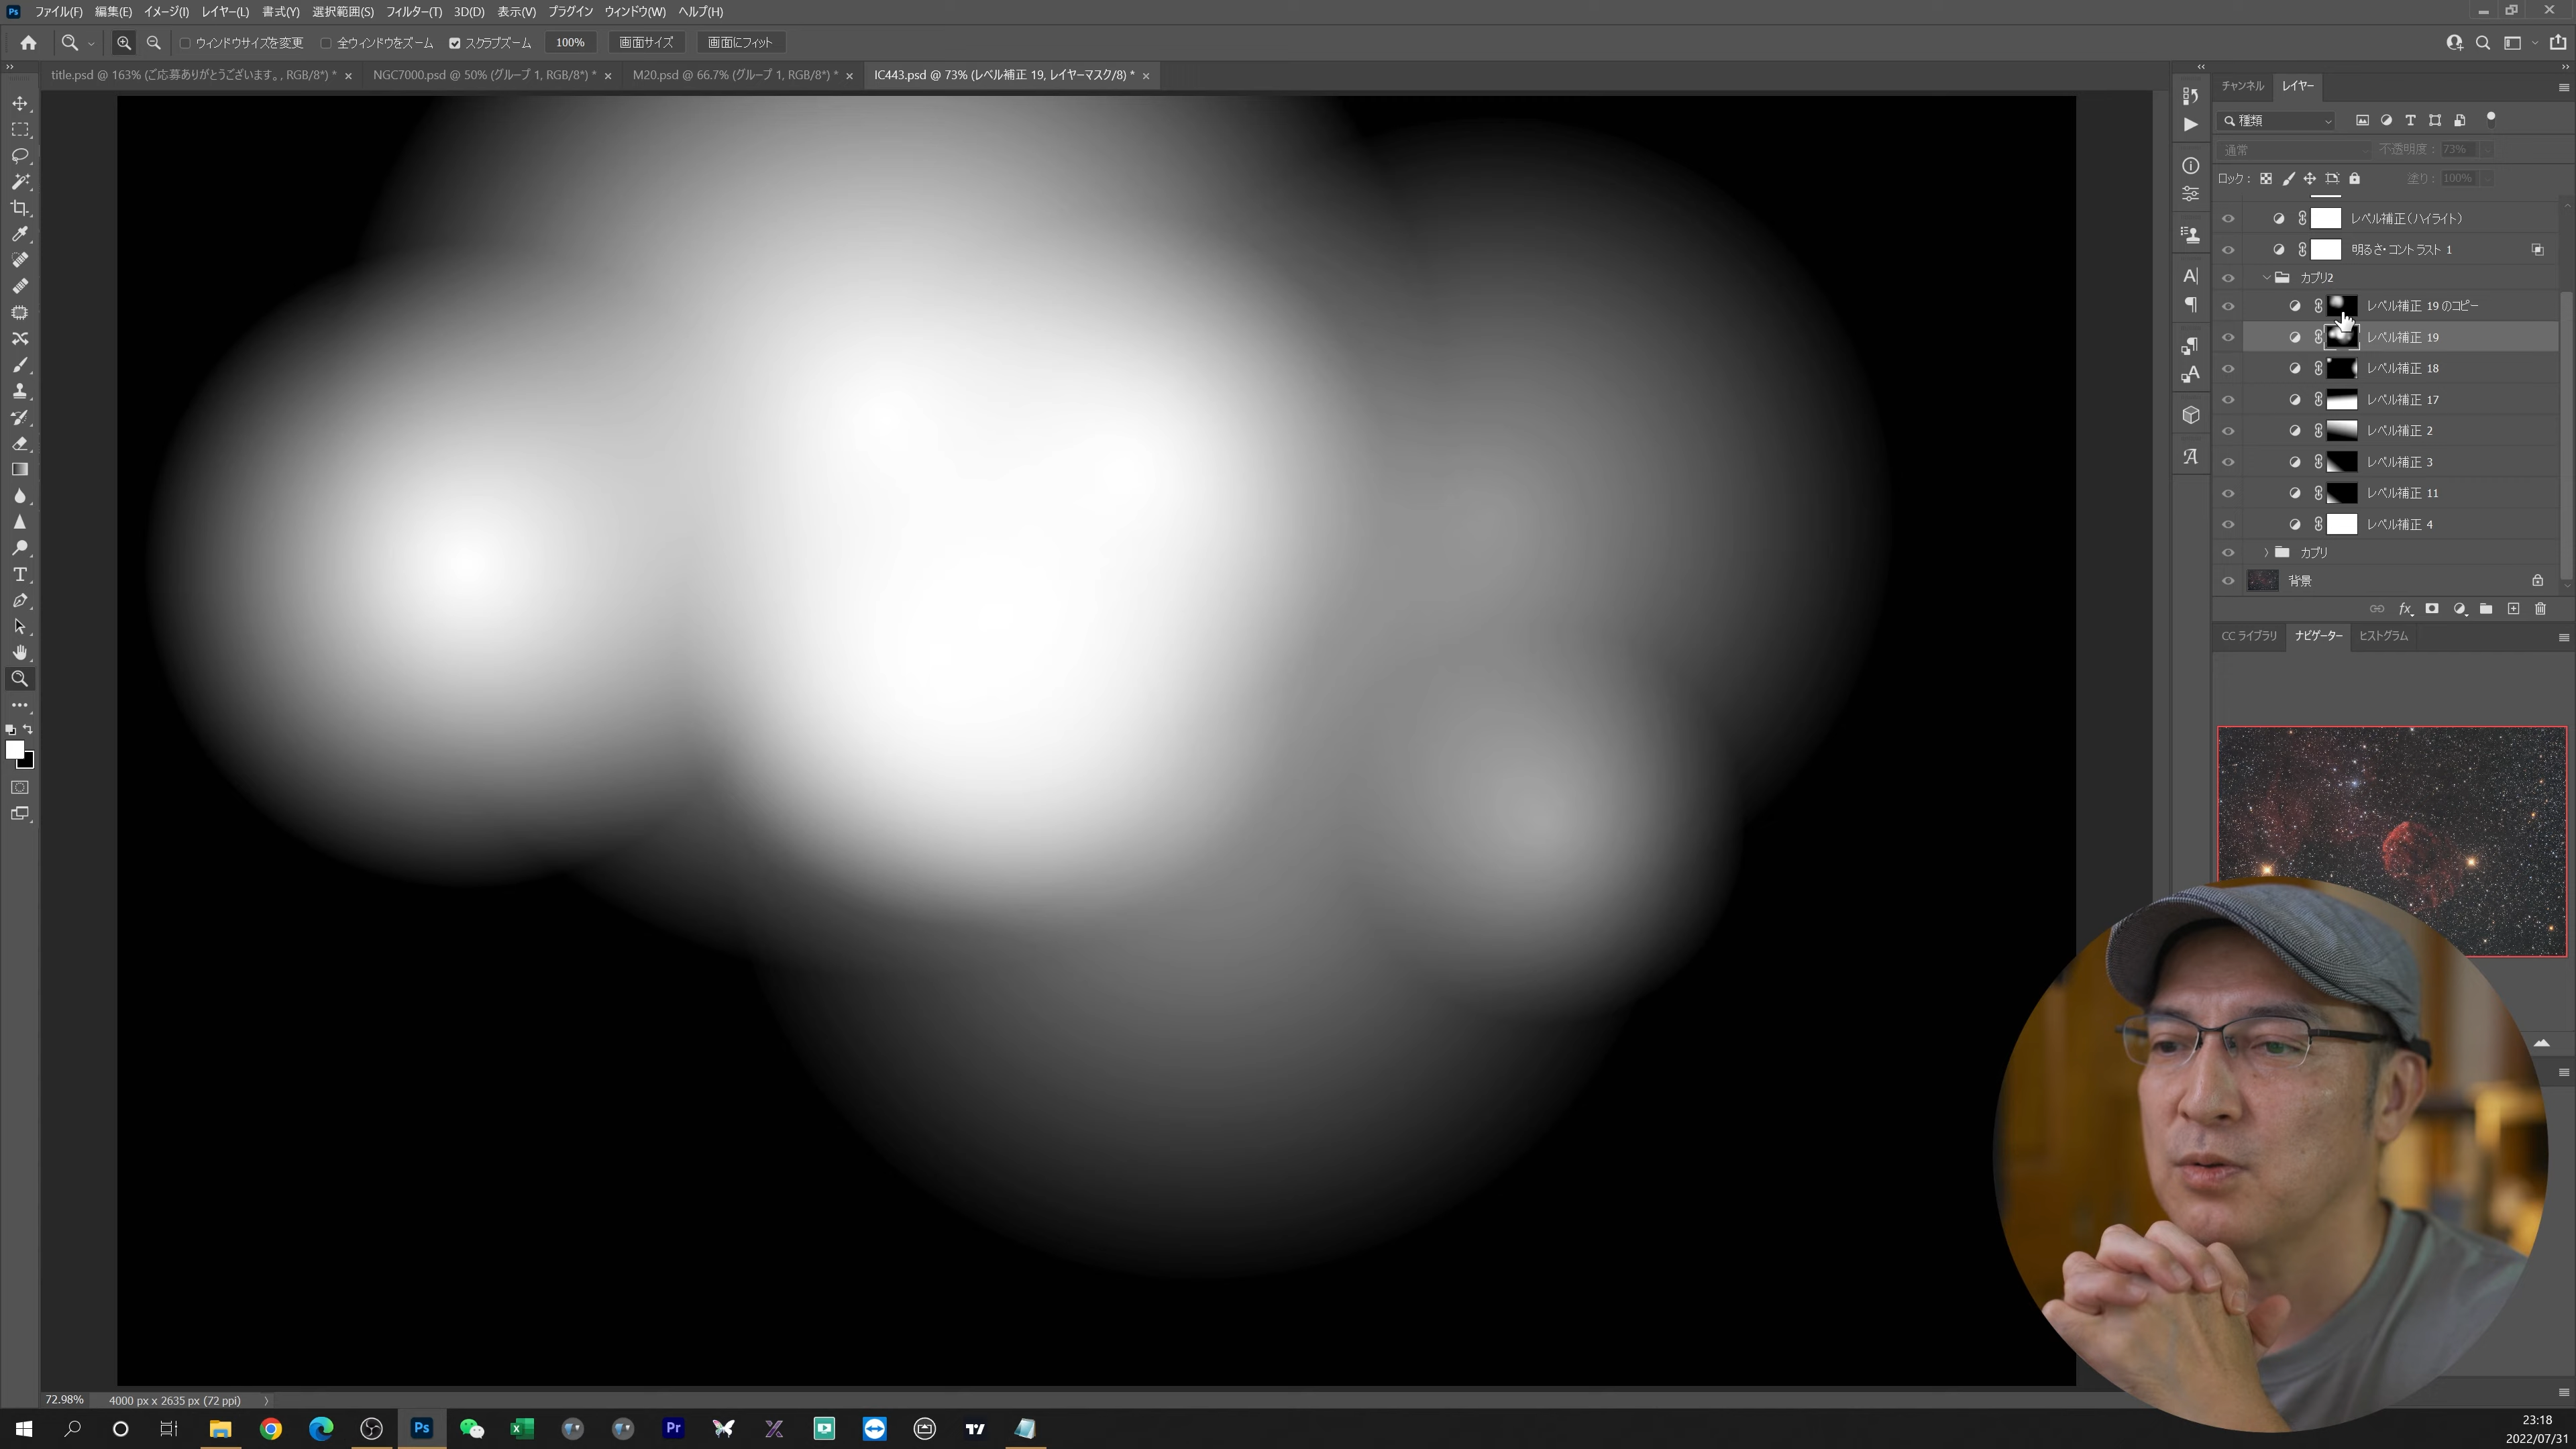 Ps ファイル(F) 編集(E) イメージ(I) レイヤー(L) 書式(Y) 選択範囲(S) フィルター(T) 3D(D) 表示(V) プラグイン ウィンドウ(W) ヘルプ(H)
ウィンドウサイズを変更 全ウィンドウをズーム スクラブズーム 100% 画面サイズ 画面にフィット
title.psd @ 163% (ご応募ありがとうございます。, RGB/8*) * × NGC7000.psd @ 50% (グループ 1, RGB/8*) * × M20.psd @ 66.7% (グループ 1, RGB/8*) * × IC443.psd @ 73% (レベル補正 19, レイヤーマスク/8) * ×
チャンネル レイヤー
種類
通常 不透明度: 73%
ロック: 塗り: 100%
レベル補正(ハイライト)
明るさ・コントラスト 1
カブリ2
レベル補正 19 のコピー
レベル補正 19
レベル補正 18
レベル補正 17
レベル補正 2
レベル補正 3
レベル補正 11
レベル補正 4
カブリ
背景
fx
CC ライブラリ ナビゲーター ヒストグラム
72.98% 4000 px x 2635 px (72 ppi)
Ps Pr
23:18
2022/07/31